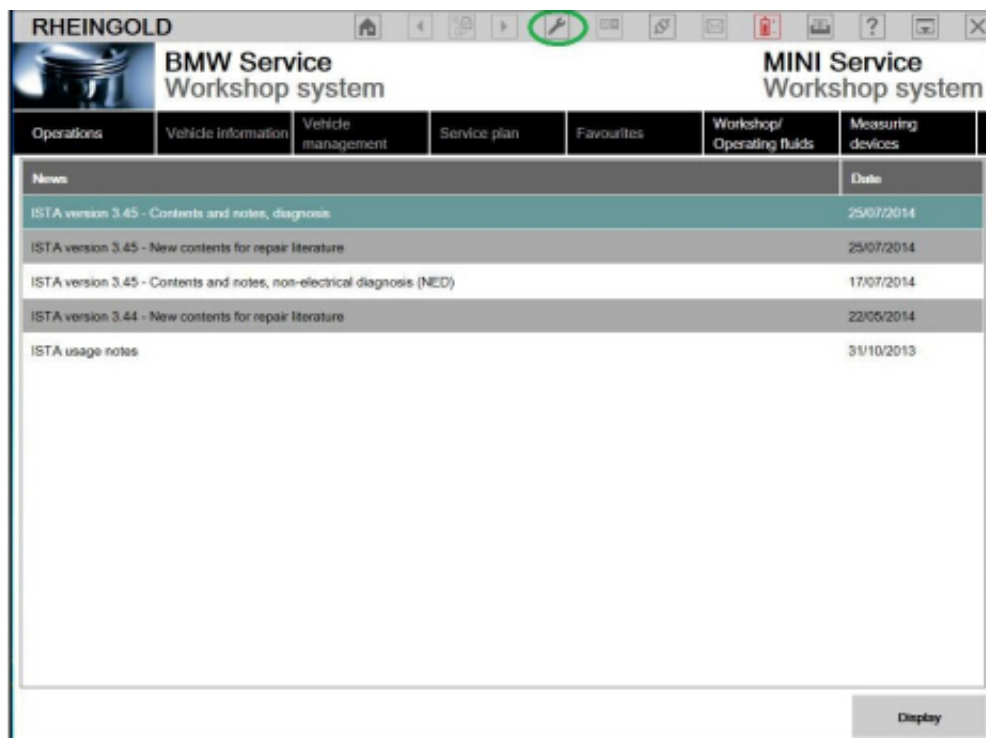 RHEINGOLD
?
BMW Service
Workshop system
MINI Service
Workshop system
Operations
Vehicle information
Vehicle
management
Service plan
Favourites
Workshop/
Operating fluids
Measuring
devices
News
Date
ISTA version 3.45 - Contents and notes, diagnosis
25/07/2014
ISTA version 3.45 - New contents for repair literature
25/07/2014
ISTA version 3.45 - Contents and notes, non-electrical diagnosis (NED)
17/07/2014
ISTA version 3.44 - New contents for repair literature
22/05/2014
ISTA usage notes
31/10/2013
Display